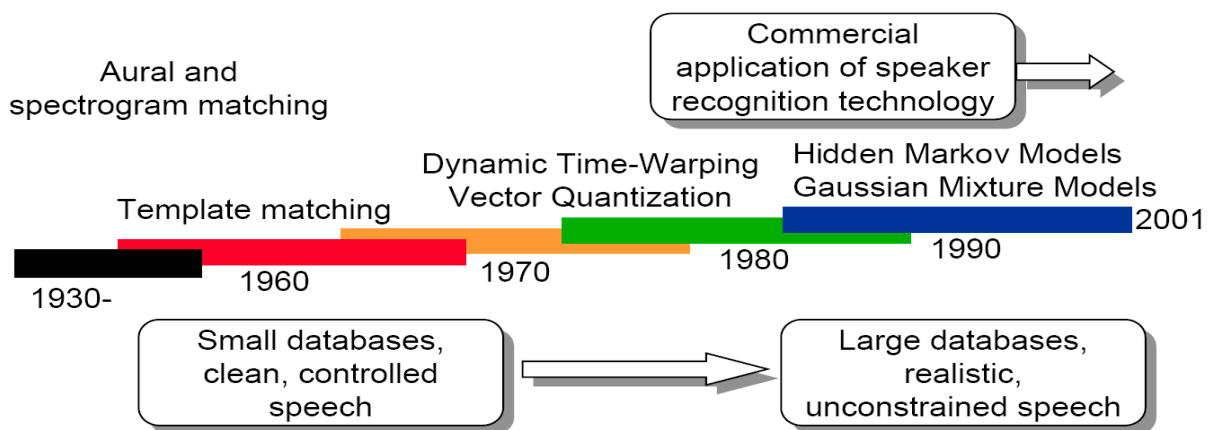 Commercial
application of speaker
recognition technology
Aural and
spectrogram matching
Dynamic Time-Warping
Vector Quantization
Hidden Markov Models
Gaussian Mixture Models
Template matching
2001
1930-
1960
1970
1980
1990
Small databases,
clean, controlled
speech
Large databases,
realistic,
unconstrained speech